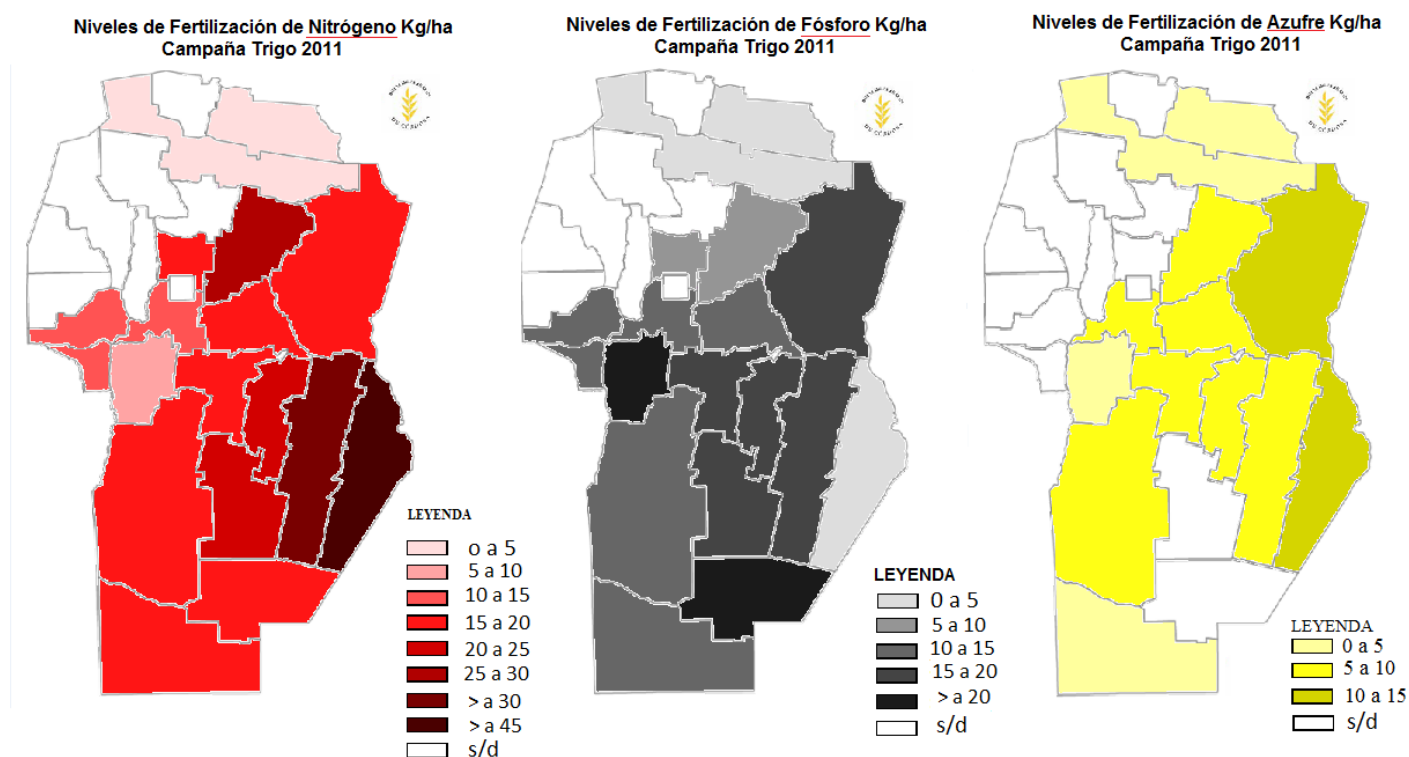 Niveles de Fertilización de Nitrógeno Kg/ha
Campaña Trigo 2011
LEYENDA
o a 5
5 a 10
10 a 15
15 a 20
20 a 25
25 a 30
> a 30
> a 45
s/d
Niveles de Fertilización de Fósforo Kg/ha
Campaña Trigo 2011
LEYENDA
0 a 5
5 a 10
10 a 15
15 a 20
> a 20
s/d
Niveles de Fertilización de Azufre Kg/ha
Campaña Trigo 2011
LEYENDA
0 a 5
5 a 10
10 a 15
s/d